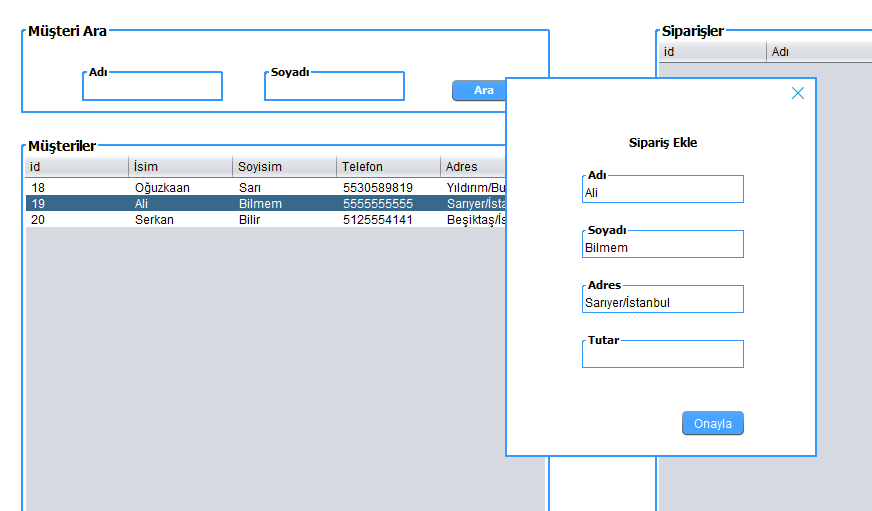 Müşteri Ara
Adı
Soyadı
Ara
Müşteriler
id İsim Soyisim Telefon Adres
18 Oğuzkaan Sarı 5530589819 Yıldırım/Bu
19 Ali Bilmem 5555555555 Sarıyer/İsta
20 Serkan Bilir 5125554141 Beşiktaş/İs
Siparişler
id Adı
Sipariş Ekle
Adı
Ali
Soyadı
Bilmem
Adres
Sarıyer/İstanbul
Tutar
Onayla